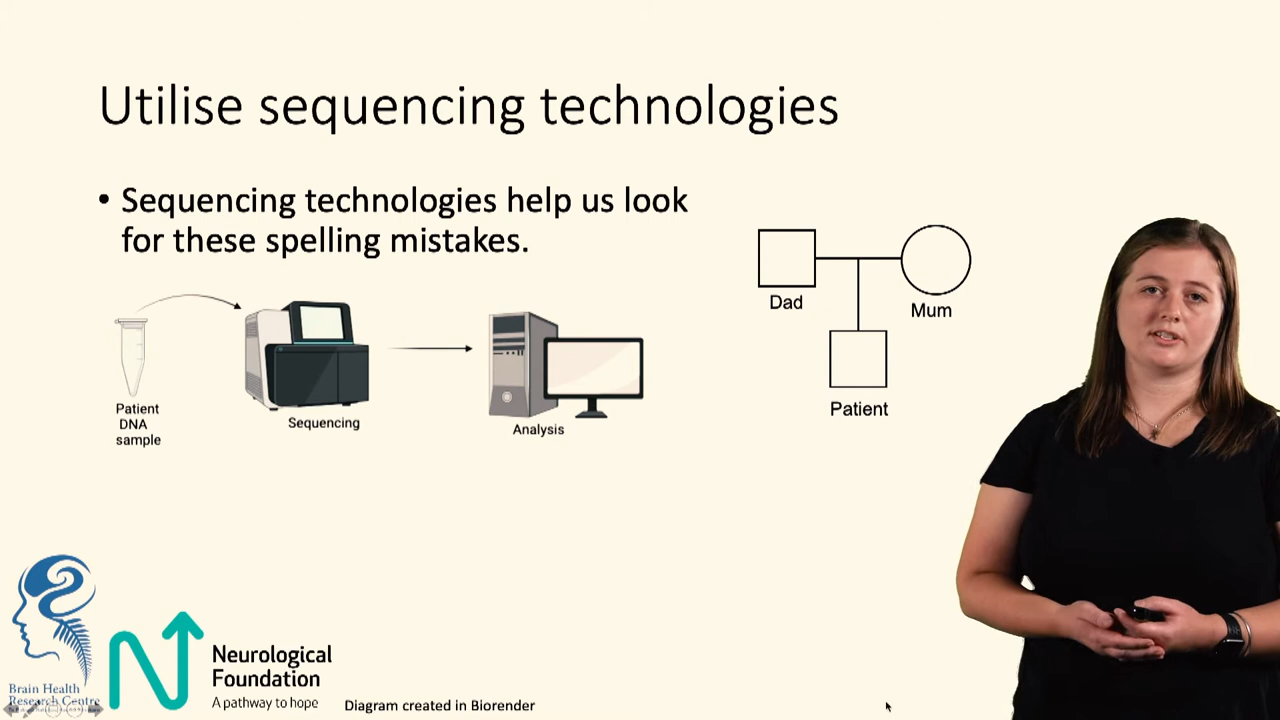 Utilise sequencing technologies
• Sequencing technologies help us look
for these spelling mistakes.
Dad
Mum
Patient
Patient
DNA
sample
Sequencing
Analysis
Brain Health
Research Centre
Neurological
Foundation
A pathway to hope
Diagram created in Biorender